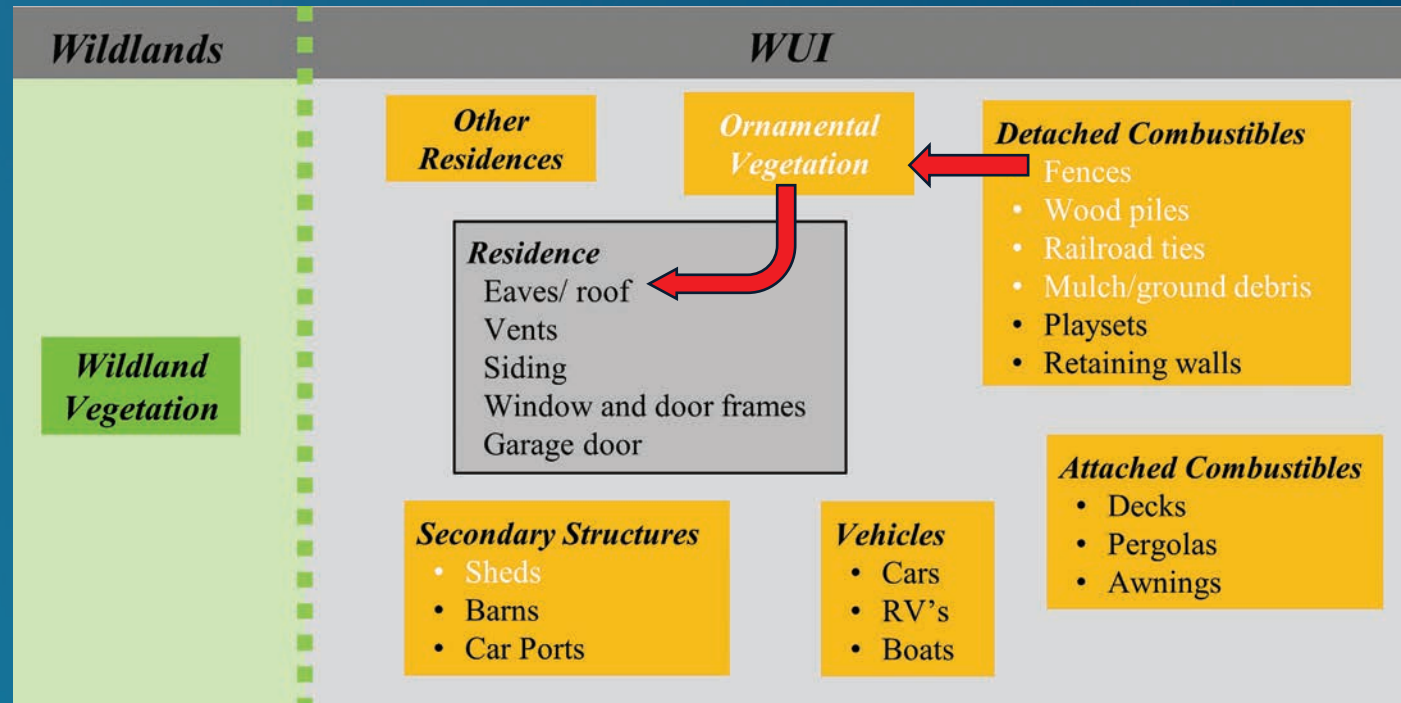 Wildlands
WUI
Other
Residences
Ornamental
Vegetation
Detached Combustibles
Fences
• Wood piles
• Railroad ties
• Mulch/ground debris
• Playsets
• Retaining walls
Residence
Eaves/ roof
Vents
Siding
Window and door frames
Garage door
Wildland
Vegetation
Attached Combustibles
• Decks
• Pergolas
• Awnings
Secondary Structures
• Sheds
• Barns
• Car Ports
Vehicles
• Cars
• RV's
• Boats